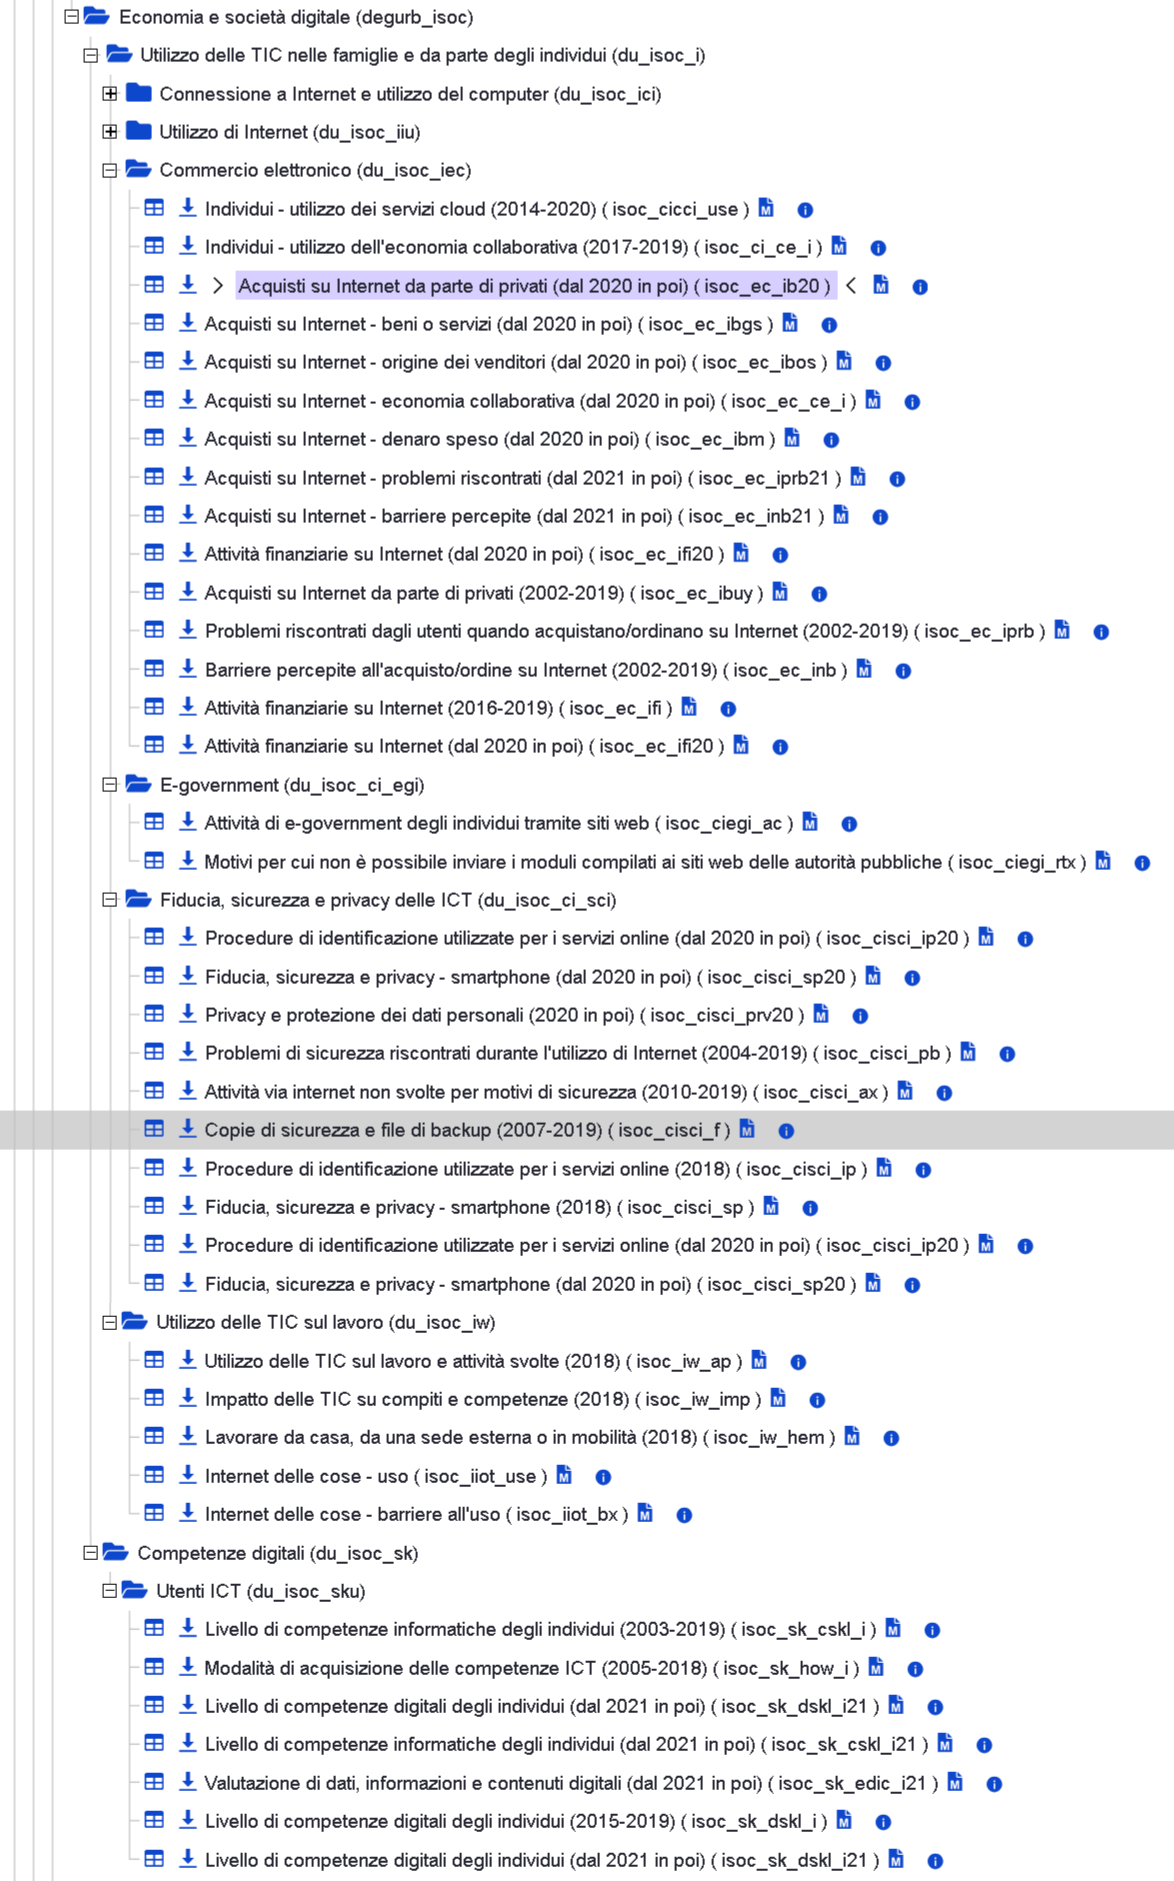 Economia e società digitale (degurb_isoc)
Utilizzo delle TIC nelle famiglie e da parte degli individui (du_isoc_i)
Connessione a Internet e utilizzo del computer (du_isoc_ici)
Utilizzo di Internet (du_isoc_iiu)
Commercio elettronico (du_isoc_iec)
Individui - utilizzo dei servizi cloud (2014-2020) ( isoc_cicci_use ) M i
Individui - utilizzo dell'economia collaborativa (2017-2019) ( isoc_ci_ce_i ) M i
> Acquisti su Internet da parte di privati (dal 2020 in poi) ( isoc_ec_ib20 ) < M i
Acquisti su Internet - beni o servizi (dal 2020 in poi) ( isoc_ec_ibgs ) M i
Acquisti su Internet - origine dei venditori (dal 2020 in poi) ( isoc_ec_ibos ) M i
Acquisti su Internet - economia collaborativa (dal 2020 in poi) ( isoc_ec_ce_i ) M i
Acquisti su Internet - denaro speso (dal 2020 in poi) ( isoc_ec_ibm ) M i
Acquisti su Internet - problemi riscontrati (dal 2021 in poi) ( isoc_ec_iprb21 ) M i
Acquisti su Internet - barriere percepite (dal 2021 in poi) ( isoc_ec_inb21 ) M i
Attività finanziarie su Internet (dal 2020 in poi) ( isoc_ec_ifi20 ) M i
Acquisti su Internet da parte di privati (2002-2019) ( isoc_ec_ibuy ) M i
Problemi riscontrati dagli utenti quando acquistano/ordinano su Internet (2002-2019) ( isoc_ec_iprb ) M i
Barriere percepite all'acquisto/ordine su Internet (2002-2019) ( isoc_ec_inb ) M i
Attività finanziarie su Internet (2016-2019) ( isoc_ec_ifi ) M i
Attività finanziarie su Internet (dal 2020 in poi) ( isoc_ec_ifi20 ) M i
E-government (du_isoc_ci_egi)
Attività di e-government degli individui tramite siti web ( isoc_ciegi_ac ) M i
Motivi per cui non è possibile inviare i moduli compilati ai siti web delle autorità pubbliche ( isoc_ciegi_rtx ) M i
Fiducia, sicurezza e privacy delle ICT (du_isoc_ci_sci)
Procedure di identificazione utilizzate per i servizi online (dal 2020 in poi) ( isoc_cisci_ip20 ) M i
Fiducia, sicurezza e privacy - smartphone (dal 2020 in poi) ( isoc_cisci_sp20 ) M i
Privacy e protezione dei dati personali (2020 in poi) ( isoc_cisci_prv20 ) M i
Problemi di sicurezza riscontrati durante l'utilizzo di Internet (2004-2019) ( isoc_cisci_pb ) M i
Attività via internet non svolte per motivi di sicurezza (2010-2019) ( isoc_cisci_ax ) M i
Copie di sicurezza e file di backup (2007-2019) ( isoc_cisci_f ) M i
Procedure di identificazione utilizzate per i servizi online (2018) ( isoc_cisci_ip ) M i
Fiducia, sicurezza e privacy - smartphone (2018) ( isoc_cisci_sp ) M i
Procedure di identificazione utilizzate per i servizi online (dal 2020 in poi) ( isoc_cisci_ip20 ) M i
Fiducia, sicurezza e privacy - smartphone (dal 2020 in poi) ( isoc_cisci_sp20 ) M i
Utilizzo delle TIC sul lavoro (du_isoc_iw)
Utilizzo delle TIC sul lavoro e attività svolte (2018) ( isoc_iw_ap ) M i
Impatto delle TIC su compiti e competenze (2018) ( isoc_iw_imp ) M i
Lavorare da casa, da una sede esterna o in mobilità (2018) ( isoc_iw_hem ) M i
Internet delle cose - uso ( isoc_iiot_use ) M i
Internet delle cose - barriere all'uso ( isoc_iiot_bx ) M i
Competenze digitali (du_isoc_sk)
Utenti ICT (du_isoc_sku)
Livello di competenze informatiche degli individui (2003-2019) ( isoc_sk_cskl_i ) M i
Modalità di acquisizione delle competenze ICT (2005-2018) ( isoc_sk_how_i ) M i
Livello di competenze digitali degli individui (dal 2021 in poi) ( isoc_sk_dskl_i21 ) M i
Livello di competenze informatiche degli individui (dal 2021 in poi) ( isoc_sk_cskl_i21 ) M i
Valutazione di dati, informazioni e contenuti digitali (dal 2021 in poi) ( isoc_sk_edic_i21 ) M i
Livello di competenze digitali degli individui (2015-2019) ( isoc_sk_dskl_i ) M i
Livello di competenze digitali degli individui (dal 2021 in poi) ( isoc_sk_dskl_i21 ) M i